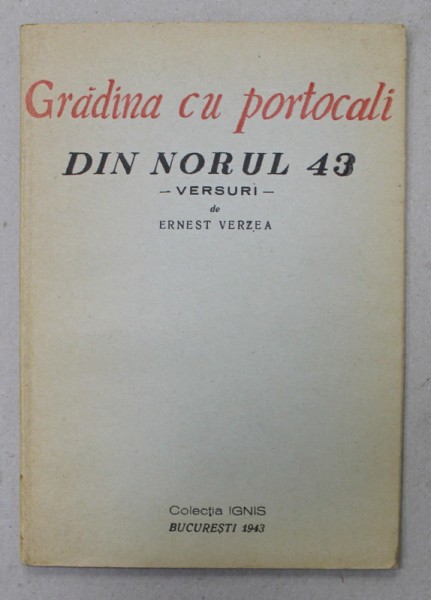 Grădina cu portocali
DIN NORUL 43
– VERSURI –
de
ERNEST VERZEA
Colecția IGNIS
BUCUREȘTI 1943